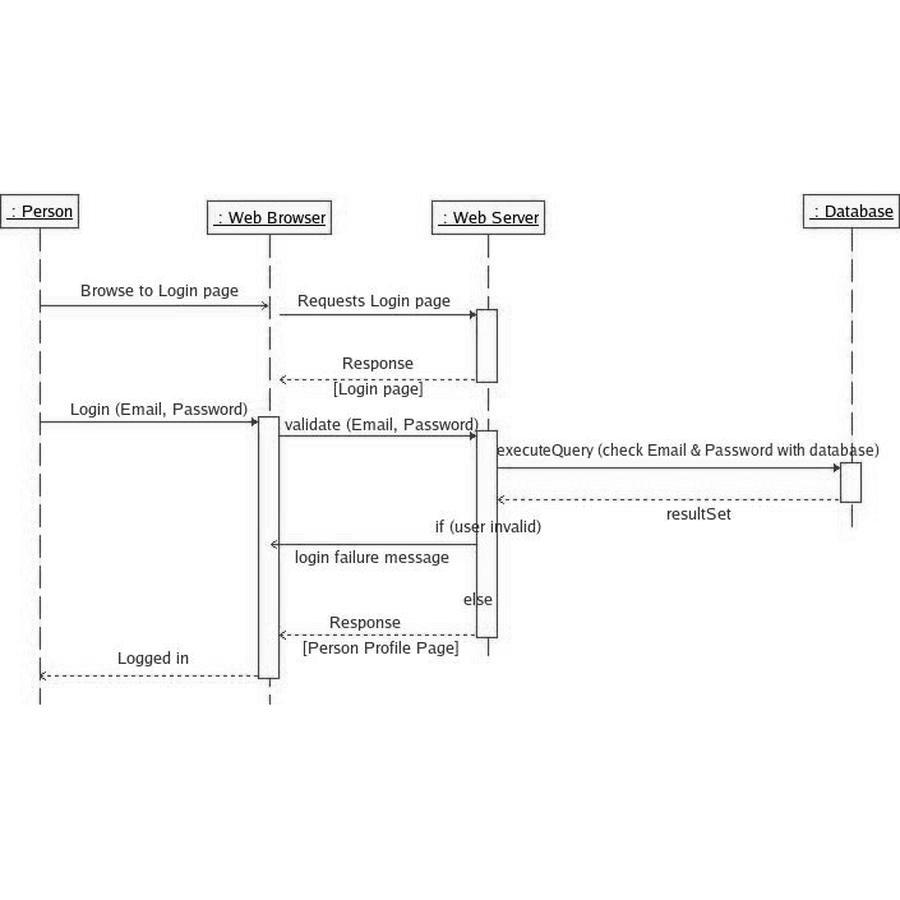 : Person
: Web Browser
: Web Server
: Database
Browse to Login page
Requests Login page
Response
[Login page]
Login (Email, Password)
validate (Email, Password)
executeQuery (check Email & Password with database)
resultSet
if (user invalid)
login failure message
else
Response
[Person Profile Page]
Logged in